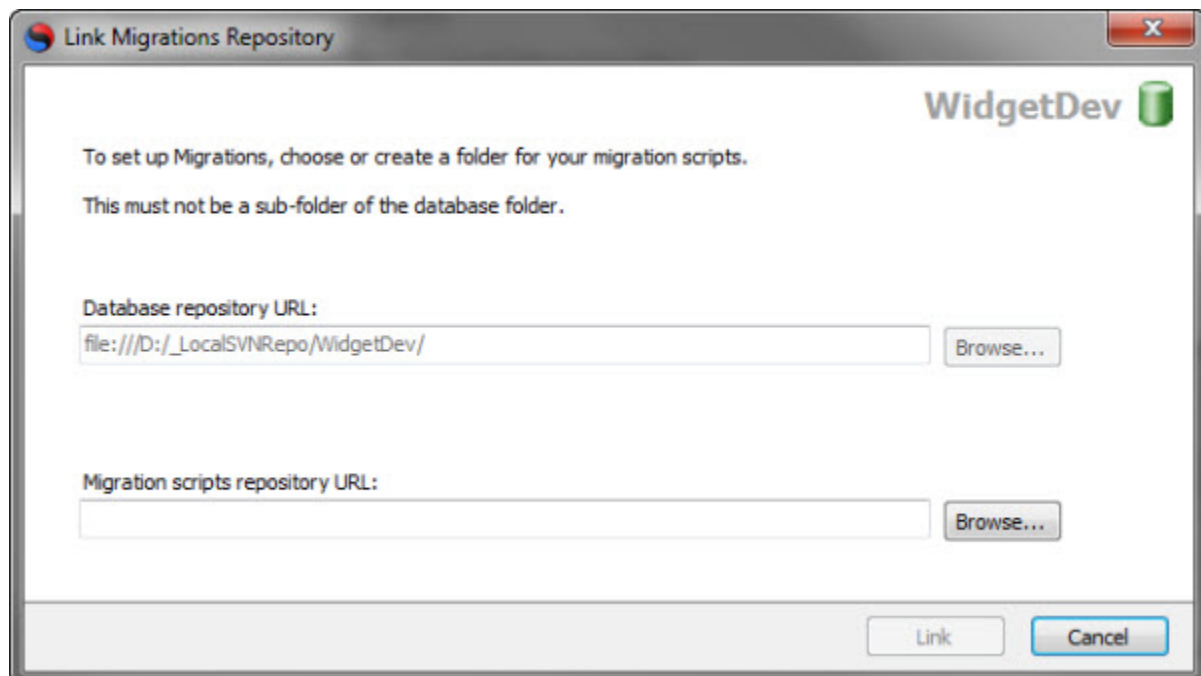 Link Migrations Repository
WidgetDev
To set up Migrations, choose or create a folder for your migration scripts.
This must not be a sub-folder of the database folder.
Database repository URL:
file:///D:/_LocalSVNRepo/WidgetDev/
Browse...
Migration scripts repository URL:
Browse...
Link
Cancel